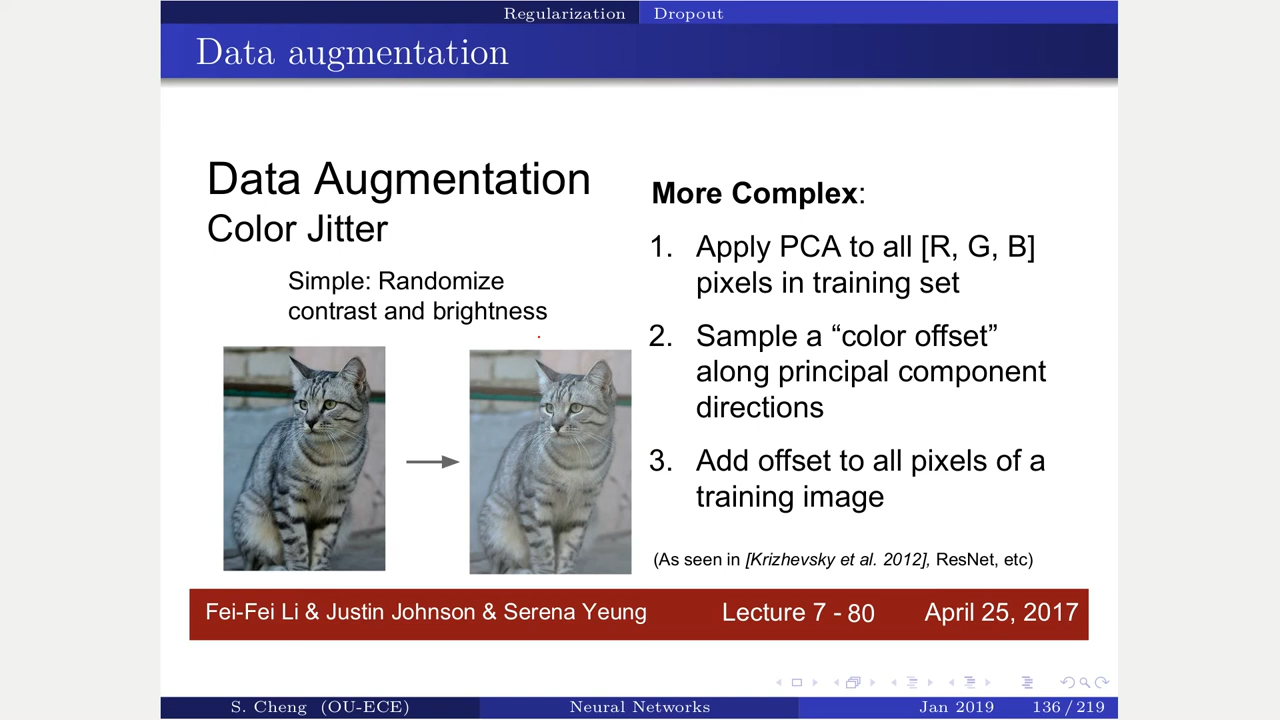 Regularization Dropout
Data augmentation
Data Augmentation
Color Jitter
Simple: Randomize
contrast and brightness
More Complex:
1. Apply PCA to all [R, G, B]
pixels in training set
2. Sample a “color offset”
along principal component
directions
3. Add offset to all pixels of a
training image
(As seen in [Krizhevsky et al. 2012], ResNet, etc)
Fei-Fei Li & Justin Johnson & Serena Yeung Lecture 7 - 80 April 25, 2017
S. Cheng (OU-ECE) Neural Networks Jan 2019 136 / 219